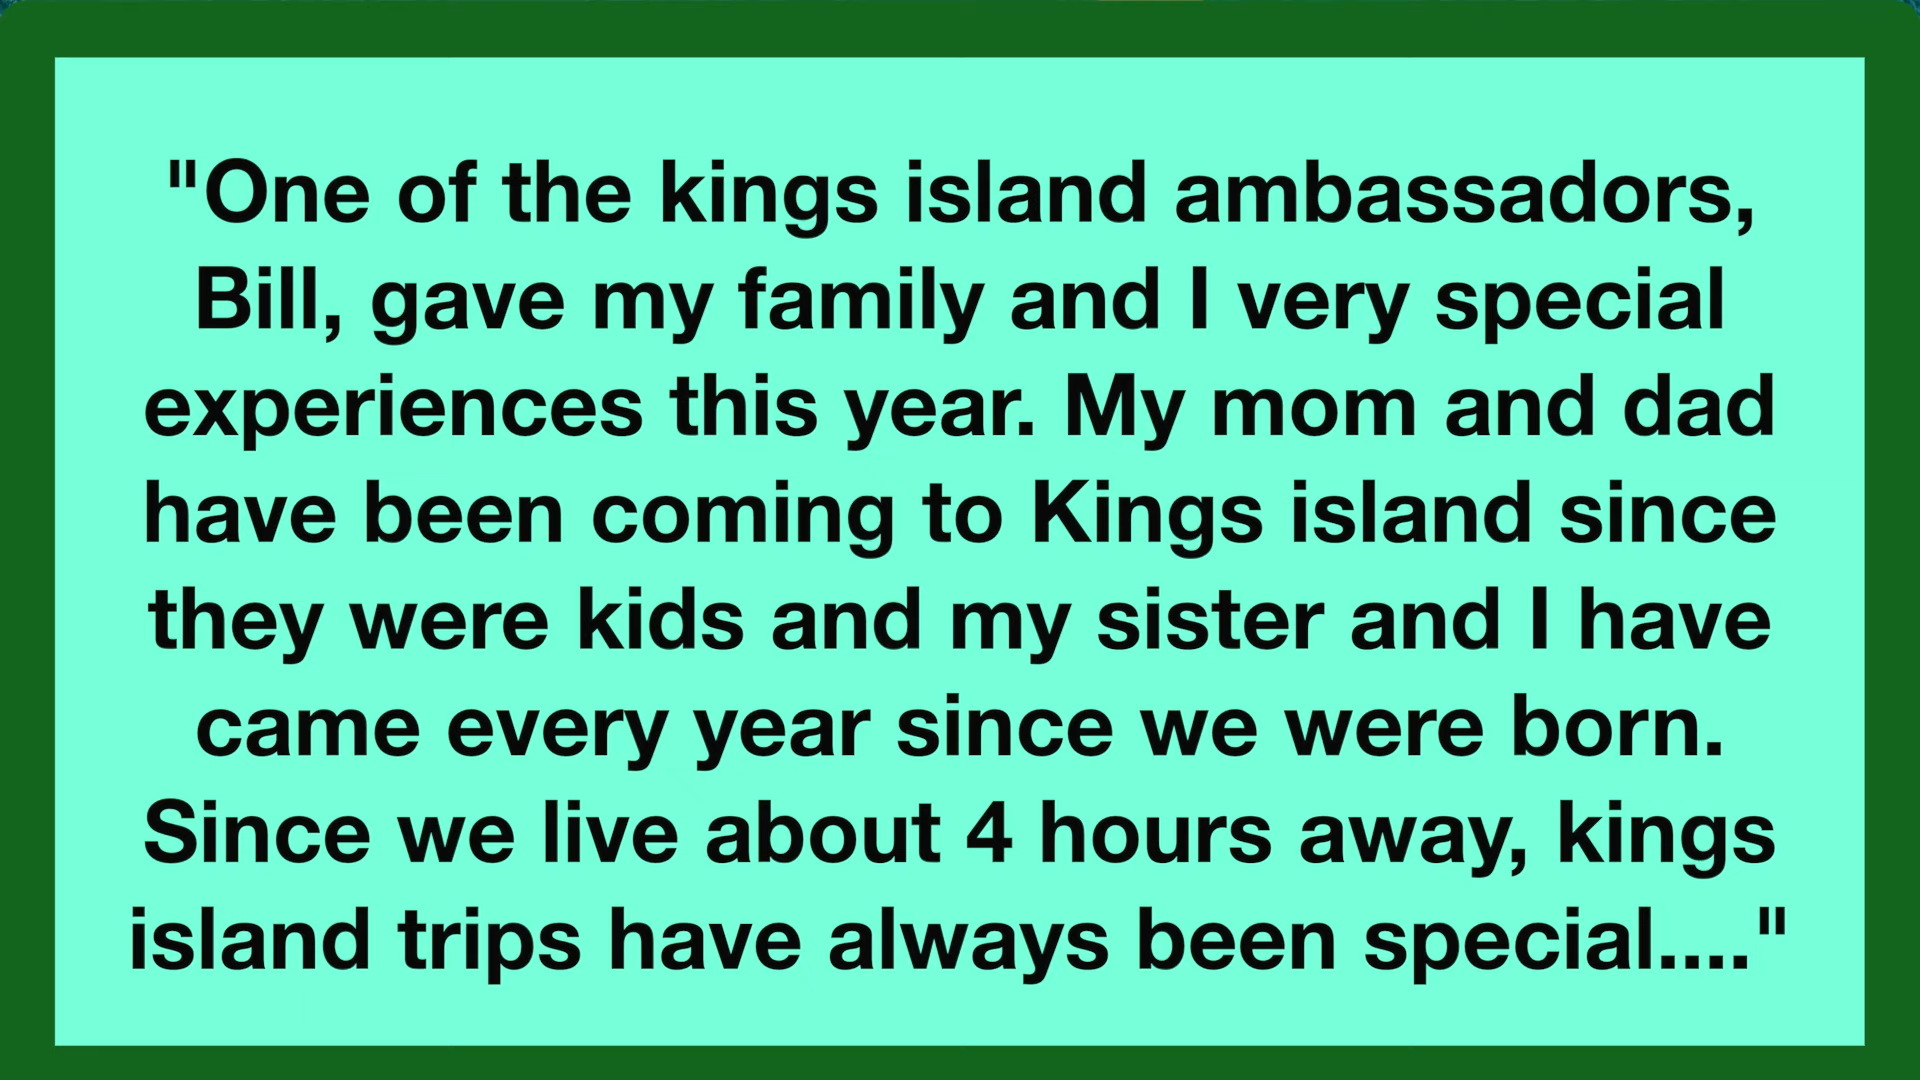 "One of the kings island ambassadors,
Bill, gave my family and I very special
experiences this year. My mom and dad
have been coming to Kings island since
they were kids and my sister and I have
came every year since we were born.
Since we live about 4 hours away, kings
island trips have always been special...."